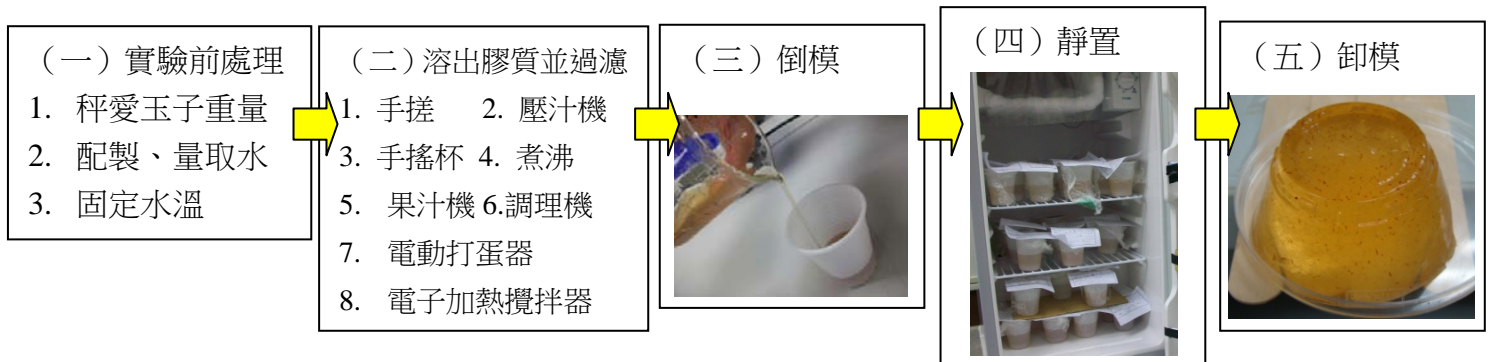 （一）實驗前處理
1. 秤愛玉子重量
2. 配製、量取水
3. 固定水溫
（二）溶出膠質並過濾
1. 手搓 2. 壓汁機
3. 手搖杯 4. 煮沸
5. 果汁機 6.調理機
7. 電動打蛋器
8. 電子加熱攪拌器
（三）倒模
（四）靜置
（五）卸模